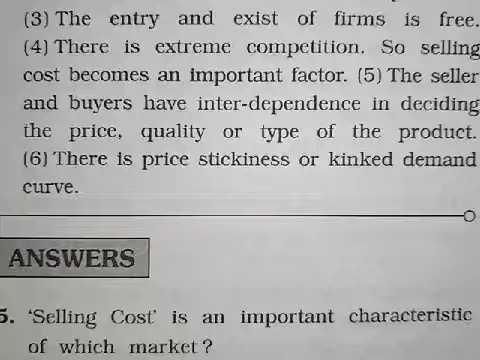 (3) The entry and exist of firms is free.
(4) There is extreme competition. So selling
cost becomes an important factor. (5) The seller
and buyers have inter-dependence in deciding
the price, quality or type of the product.
(6) There is price stickiness or kinked demand
curve.
ANSWERS
5. 'Selling Cost' is an important characteristic
of which market?